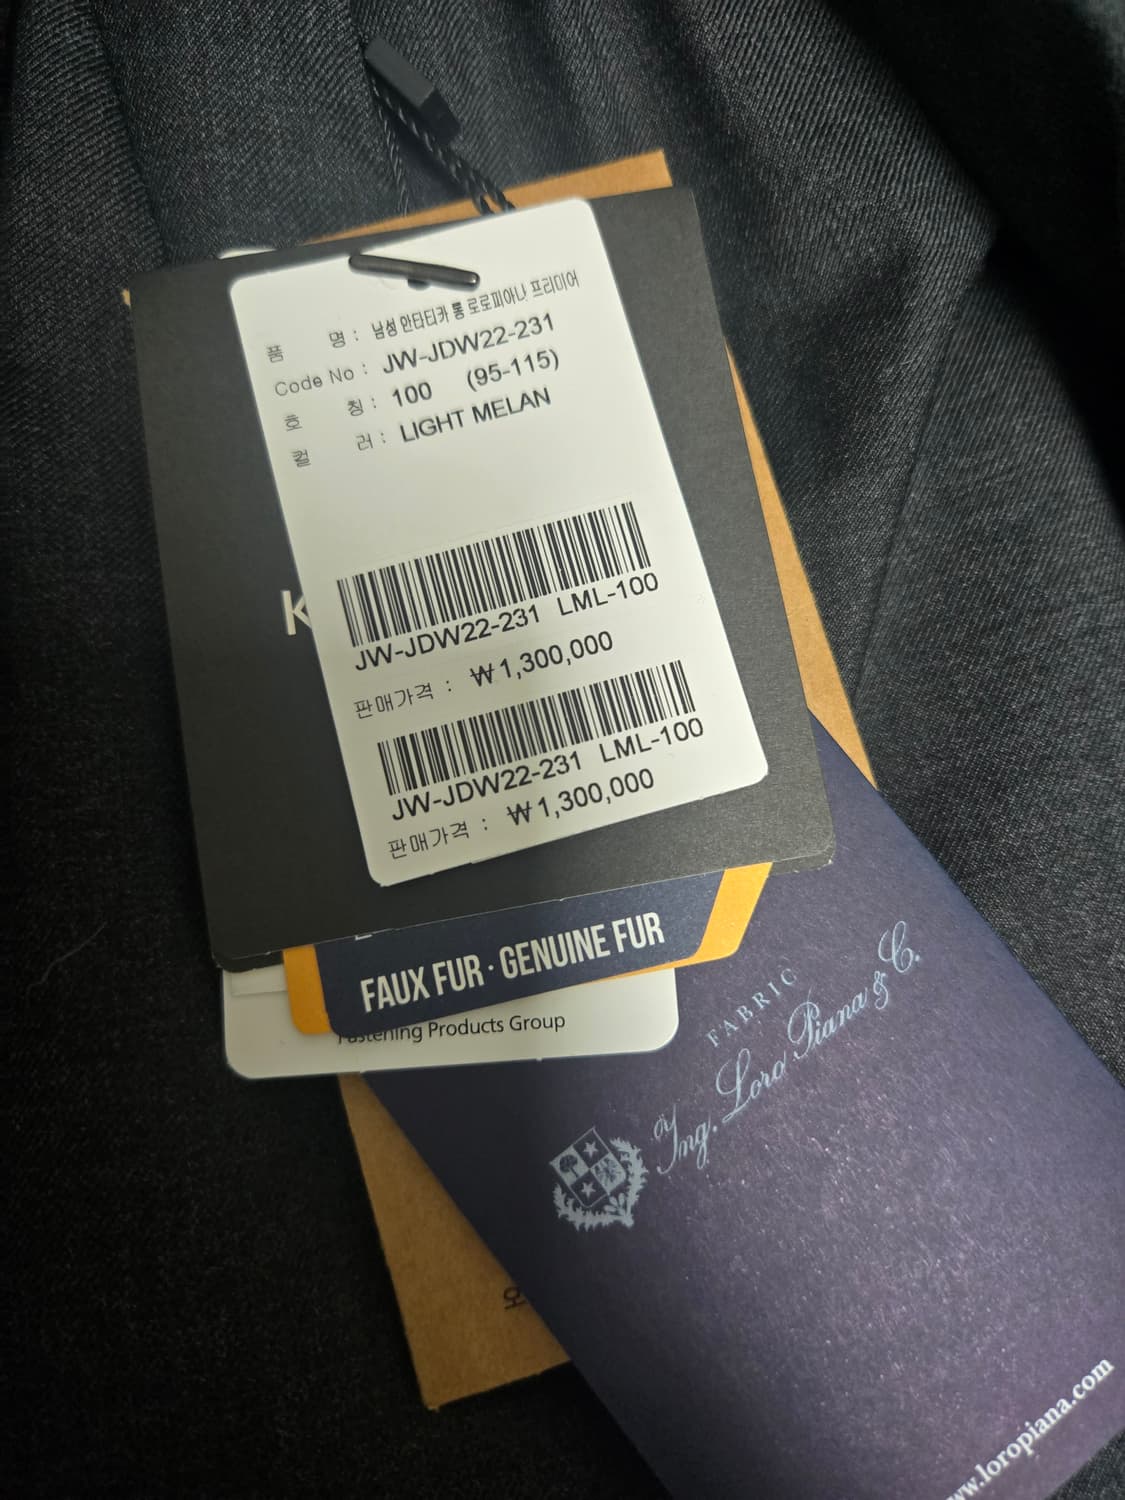 품 명 : 남성 안타티카 롱 로로피아나 프리미어
Code No : JW-JDW22-231
호 칭 : 100 (95-115)
컬 러 : LIGHT MELAN
K
JW-JDW22-231 LML-100
판매가격 : ₩1,300,000
JW-JDW22-231 LML-100
판매가격 : ₩1,300,000
FAUX FUR · GENUINE FUR
Fastening Products Group
FABRIC
Ing. Loro Piana & C.
오
www.loropiana.com